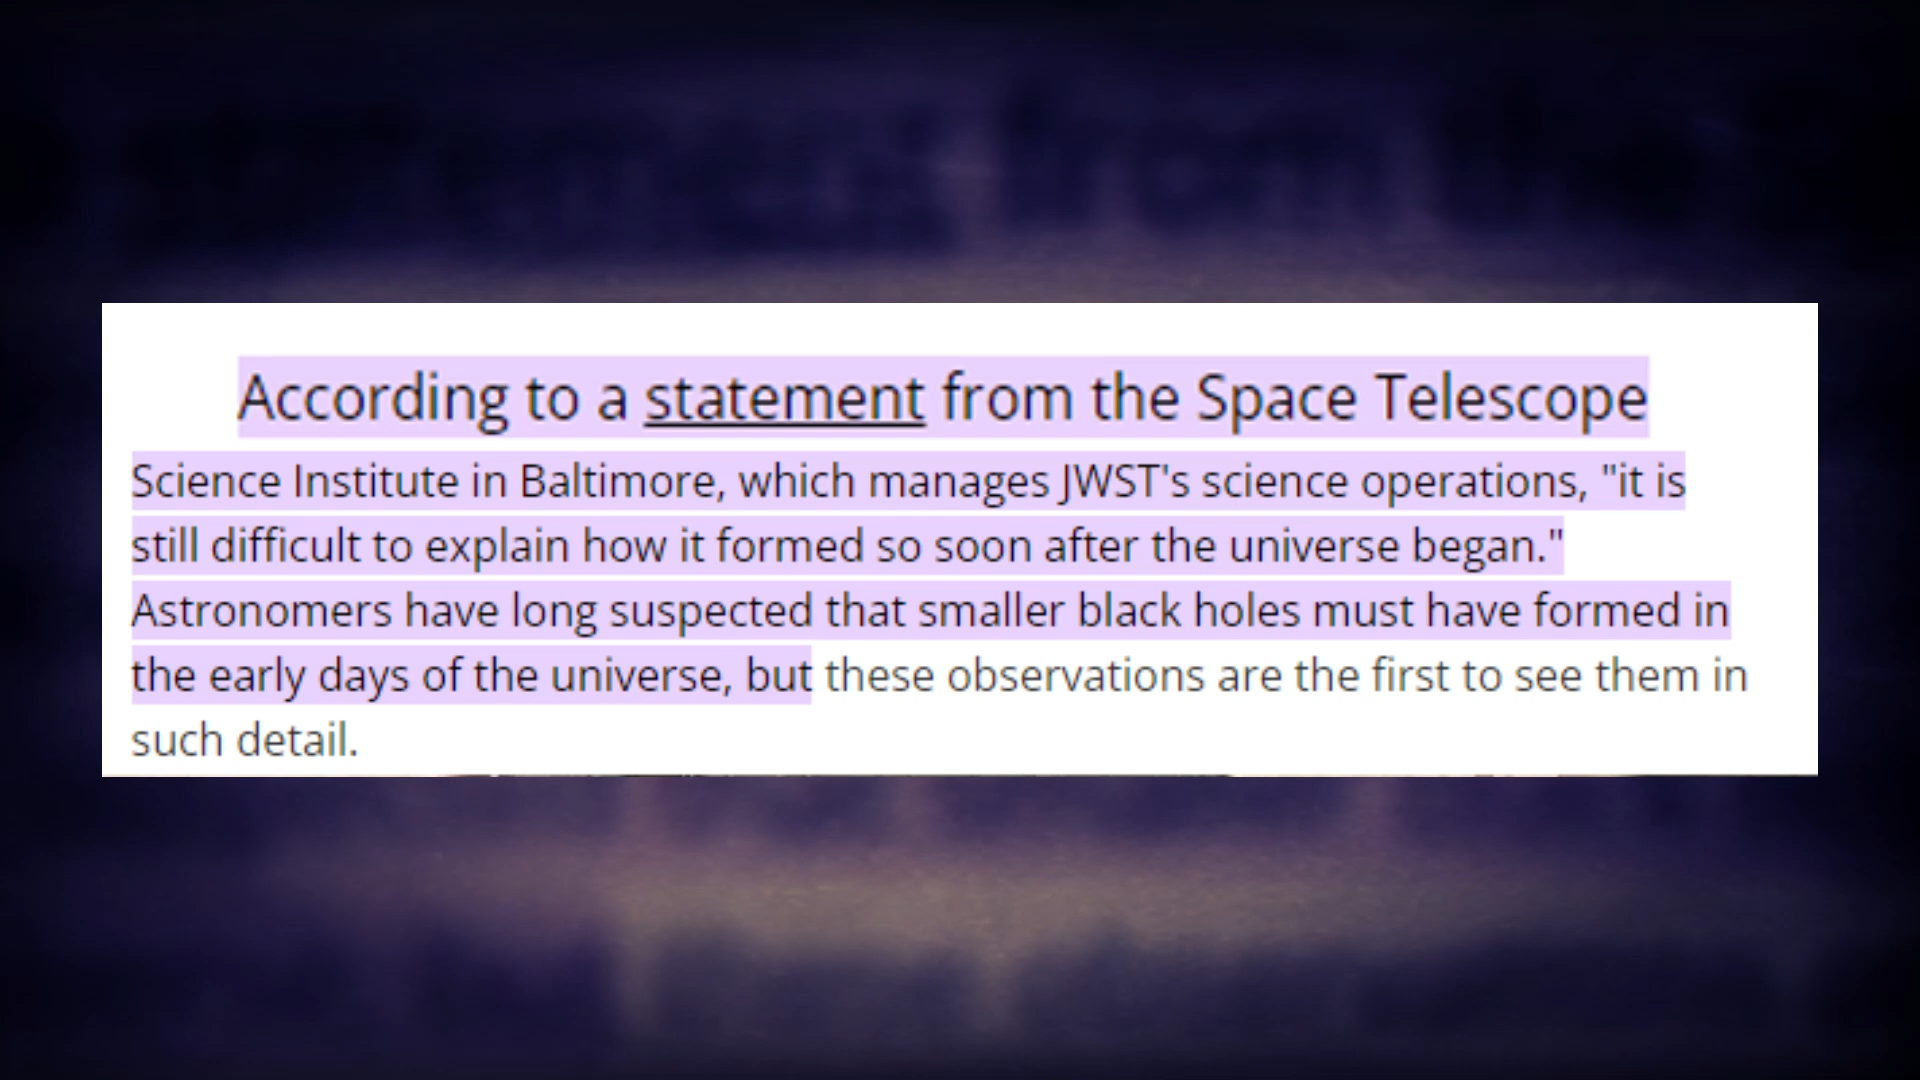 According to a statement from the Space Telescope
Science Institute in Baltimore, which manages JWST's science operations, "it is
still difficult to explain how it formed so soon after the universe began."
Astronomers have long suspected that smaller black holes must have formed in
the early days of the universe, but these observations are the first to see them in
such detail.